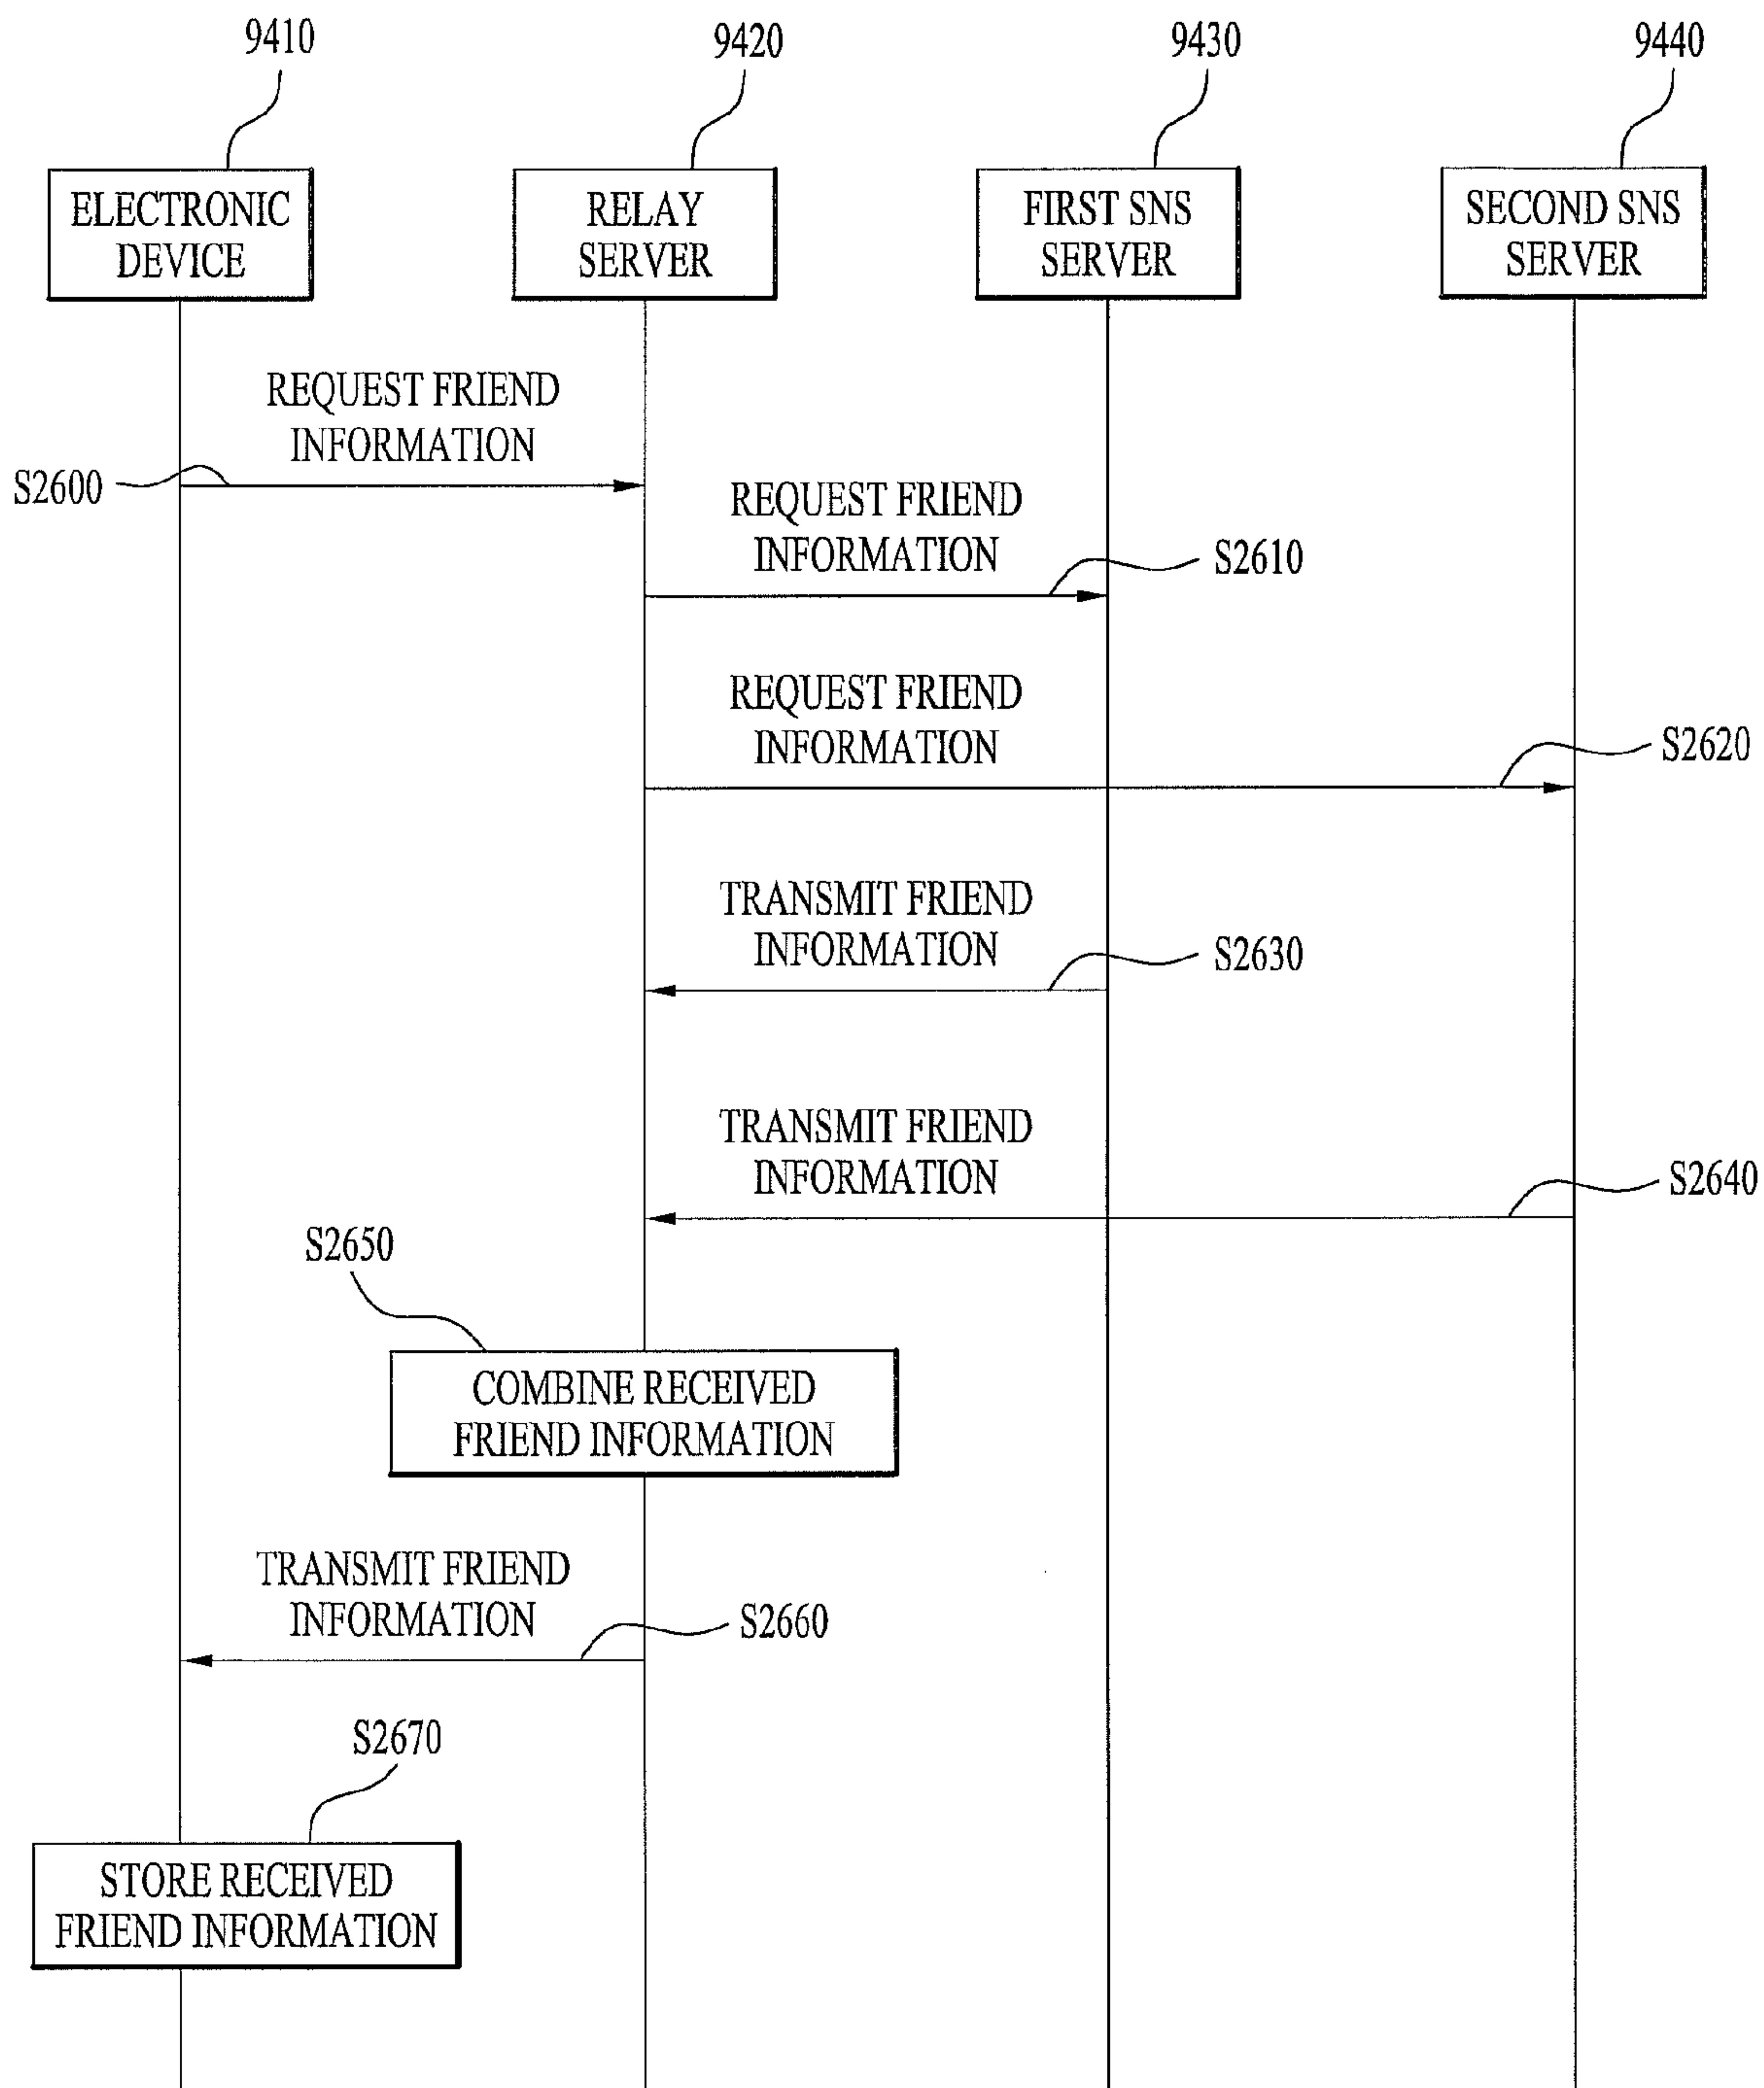 9410
9420
9430
9440
ELECTRONIC
DEVICE
RELAY
SERVER
FIRST SNS
SERVER
SECOND SNS
SERVER
REQUEST FRIEND
INFORMATION
S2600
REQUEST FRIEND
INFORMATION
S2610
REQUEST FRIEND
INFORMATION
S2620
TRANSMIT FRIEND
INFORMATION
S2630
TRANSMIT FRIEND
INFORMATION
S2640
S2650
COMBINE RECEIVED
FRIEND INFORMATION
TRANSMIT FRIEND
INFORMATION
S2660
S2670
STORE RECEIVED
FRIEND INFORMATION